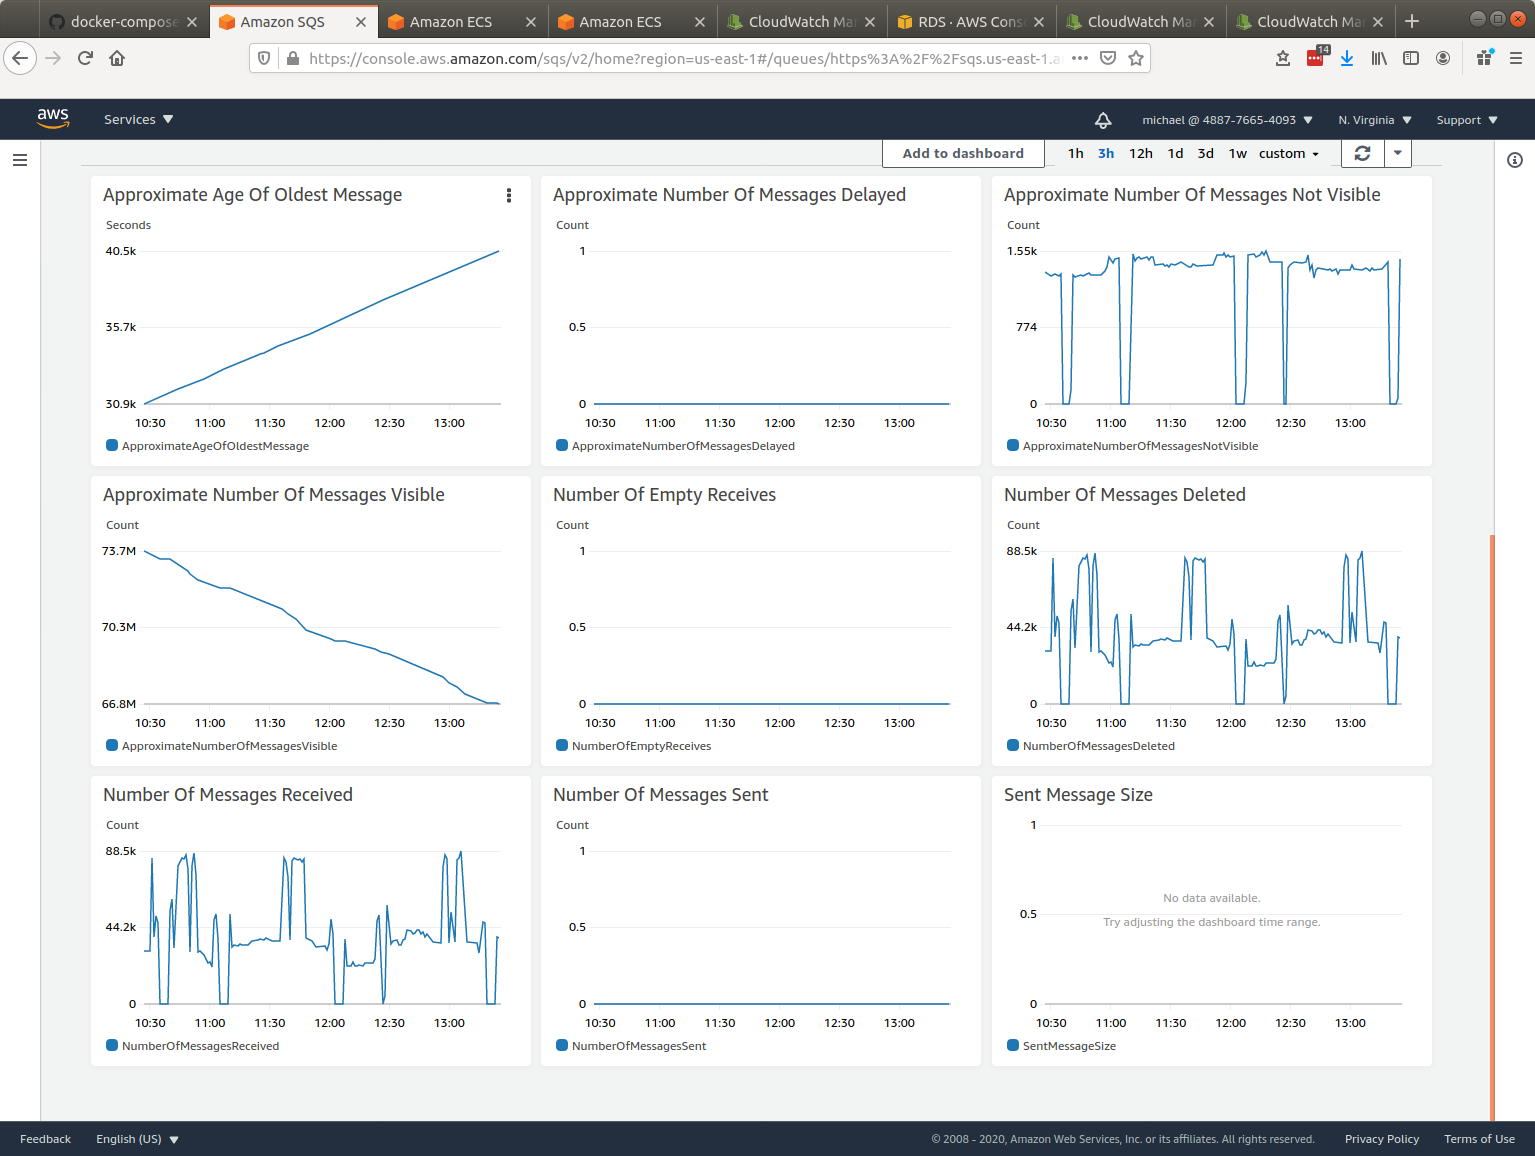 docker-compose
Amazon SQS
Amazon ECS
Amazon ECS
CloudWatch Ma
RDS · AWS Cons
CloudWatch Ma
CloudWatch Ma
https://console.aws.amazon.com/sqs/v2/home?region=us-east-1#/queues/https%3A%2F%2Fsqs.us-east-1.a
14
aws
Services
michael @ 4887-7665-4093
N. Virginia
Support
Add to dashboard
1h 3h 12h 1d 3d 1w custom
Approximate Age Of Oldest Message
Seconds
40.5k
35.7k
30.9k
10:30 11:00 11:30 12:00 12:30 13:00
ApproximateAgeOfOldestMessage
Approximate Number Of Messages Delayed
Count
1
0.5
0
10:30 11:00 11:30 12:00 12:30 13:00
ApproximateNumberOfMessagesDelayed
Approximate Number Of Messages Not Visible
Count
1.55k
774
0
10:30 11:00 11:30 12:00 12:30 13:00
ApproximateNumberOfMessagesNotVisible
Approximate Number Of Messages Visible
Count
73.7M
70.3M
66.8M
10:30 11:00 11:30 12:00 12:30 13:00
ApproximateNumberOfMessagesVisible
Number Of Empty Receives
Count
1
0.5
0
10:30 11:00 11:30 12:00 12:30 13:00
NumberOfEmptyReceives
Number Of Messages Deleted
Count
88.5k
44.2k
0
10:30 11:00 11:30 12:00 12:30 13:00
NumberOfMessagesDeleted
Number Of Messages Received
Count
88.5k
44.2k
0
10:30 11:00 11:30 12:00 12:30 13:00
NumberOfMessagesReceived
Number Of Messages Sent
Count
1
0.5
0
10:30 11:00 11:30 12:00 12:30 13:00
NumberOfMessagesSent
Sent Message Size
1
0.5
0
No data available.
Try adjusting the dashboard time range.
10:30 11:00 11:30 12:00 12:30 13:00
SentMessageSize
Feedback
English (US)
© 2008 - 2020, Amazon Web Services, Inc. or its affiliates. All rights reserved.
Privacy Policy
Terms of Use